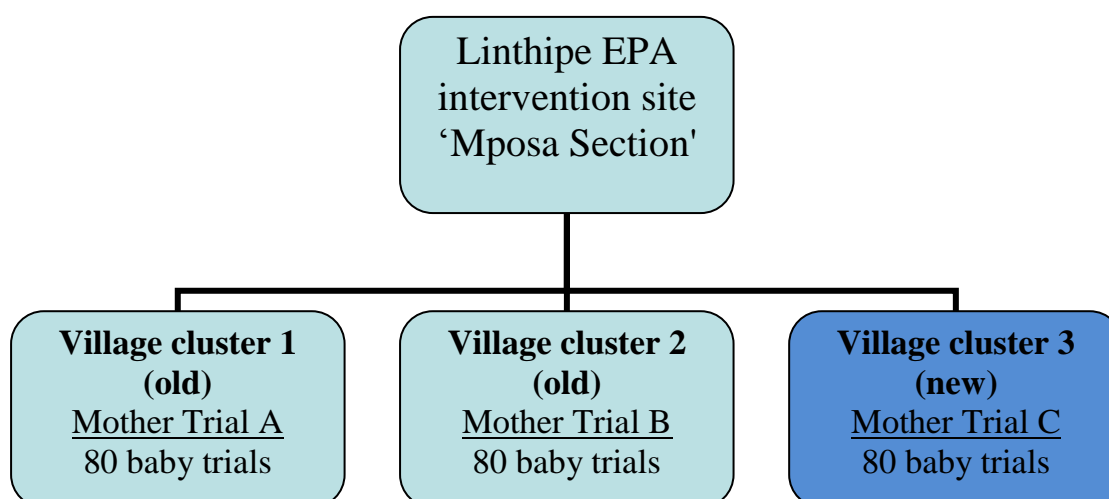 Linthipe EPA
intervention site
‘Mposa Section'
Village cluster 1
(old)
Mother Trial A
80 baby trials
Village cluster 2
(old)
Mother Trial B
80 baby trials
Village cluster 3
(new)
Mother Trial C
80 baby trials